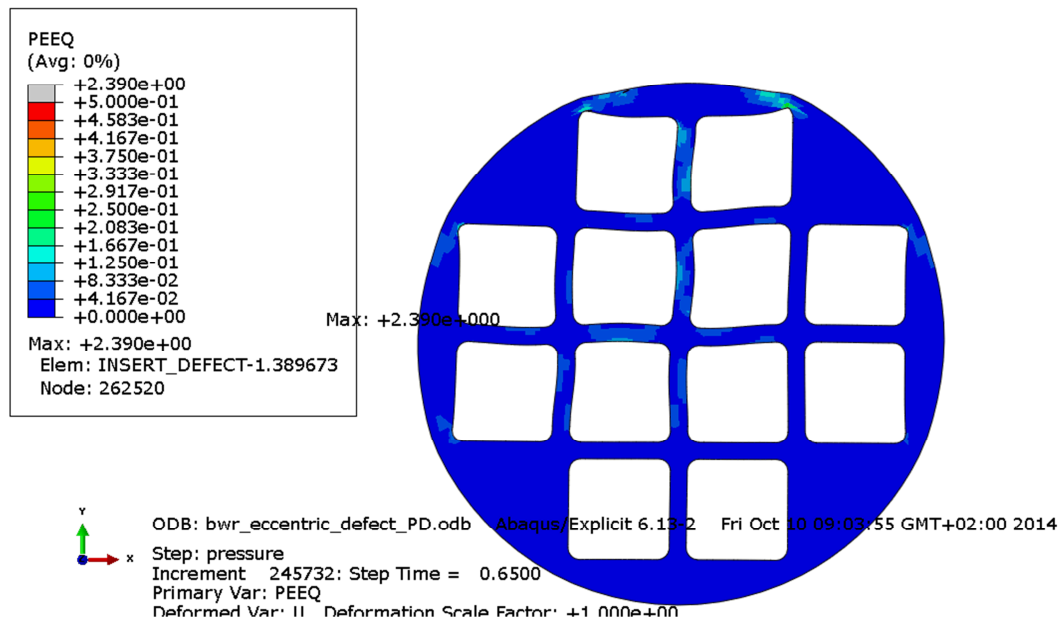 PEEQ
(Avg: 0%)
+2.390e+00
+5.000e-01
+4.583e-01
+4.167e-01
+3.750e-01
+3.333e-01
+2.917e-01
+2.500e-01
+2.083e-01
+1.667e-01
+1.250e-01
+8.333e-02
+4.167e-02
+0.000e+00
Max: +2.390e+00
Elem: INSERT_DEFECT-1.389673
Node: 262520
Max: +2.390e+000
Y
X
ODB: bwr_eccentric_defect_PD.odb Abaqus/Explicit 6.13-2 Fri Oct 10 09:03:55 GMT+02:00 2014
Step: pressure
Increment 245732: Step Time = 0.6500
Primary Var: PEEQ
Deformed Var: U Deformation Scale Factor: +1.000e+00